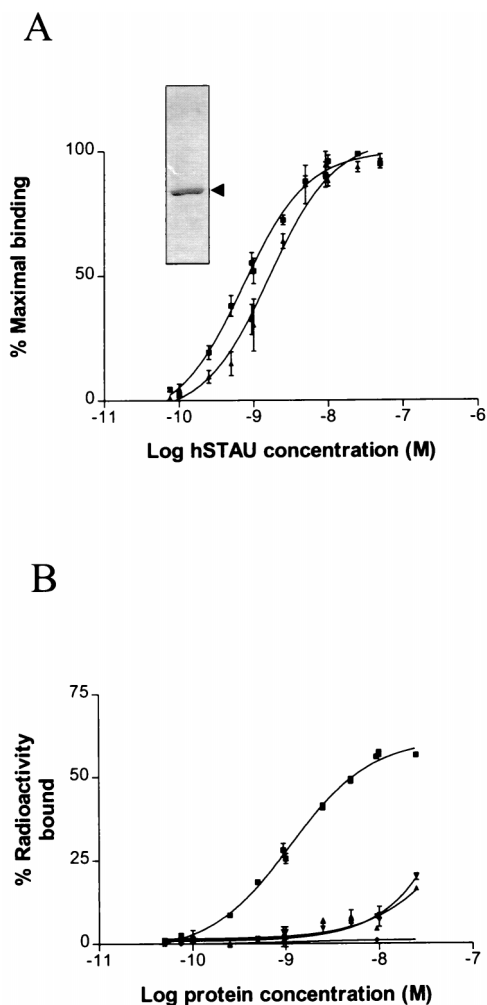 A
100
50
0
% Maximal binding
-11 -10 -9 -8 -7 -6
Log hSTAU concentration (M)
B
75
50
25
0
% Radioactivity
bound
-11 -10 -9 -8 -7
Log protein concentration (M)